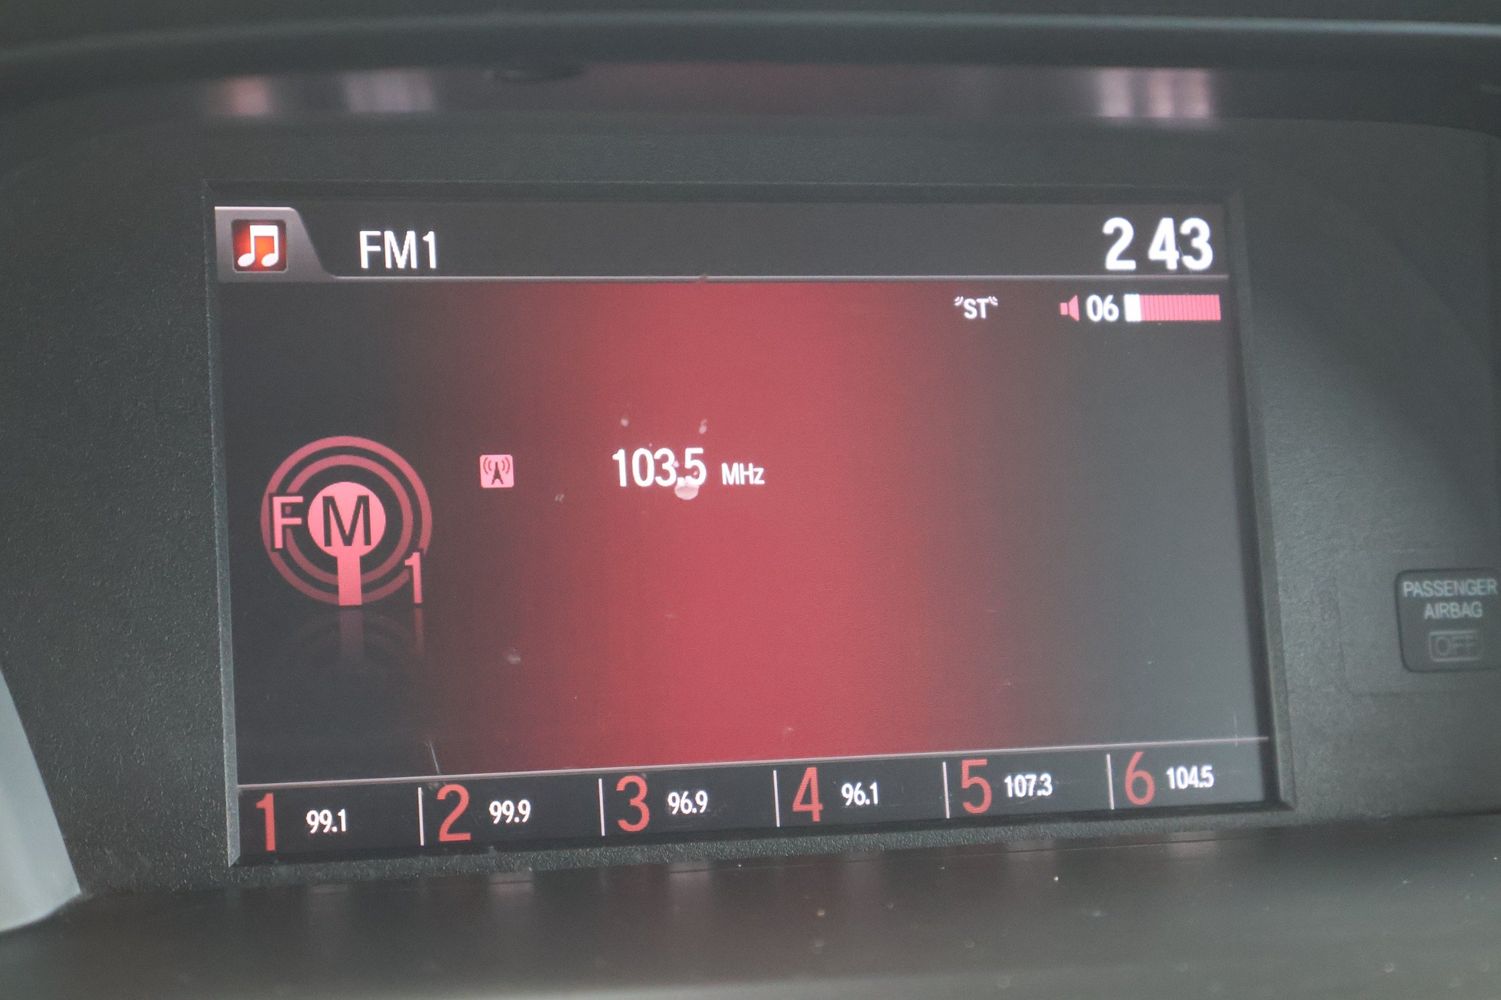 FM1
2 43
"ST"
06
103.5 MHz
FM
1
PASSENGER
AIRBAG
OFF
1 99.1
2 99.9
3 96.9
4 96.1
5 107.3
6 104.5